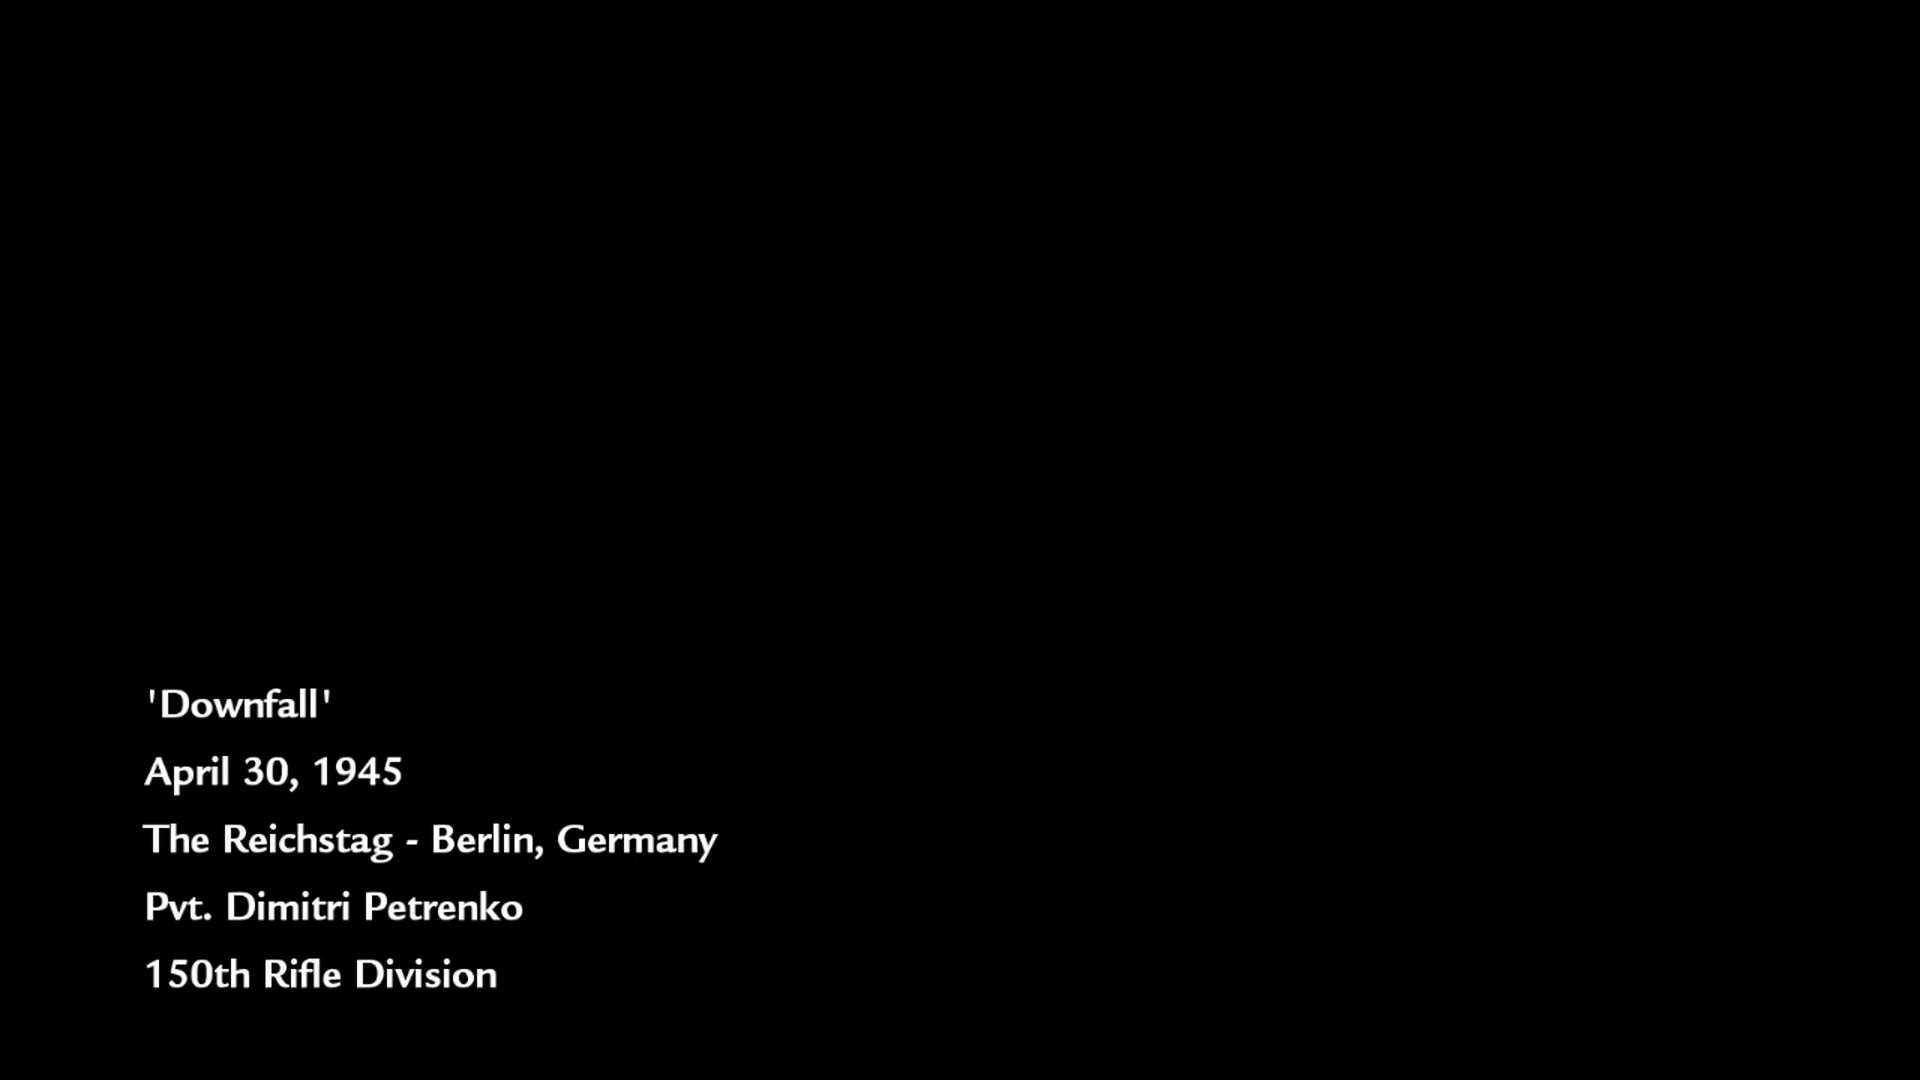 'Downfall'
April 30, 1945
The Reichstag - Berlin, Germany
Pvt. Dimitri Petrenko
150th Rifle Division